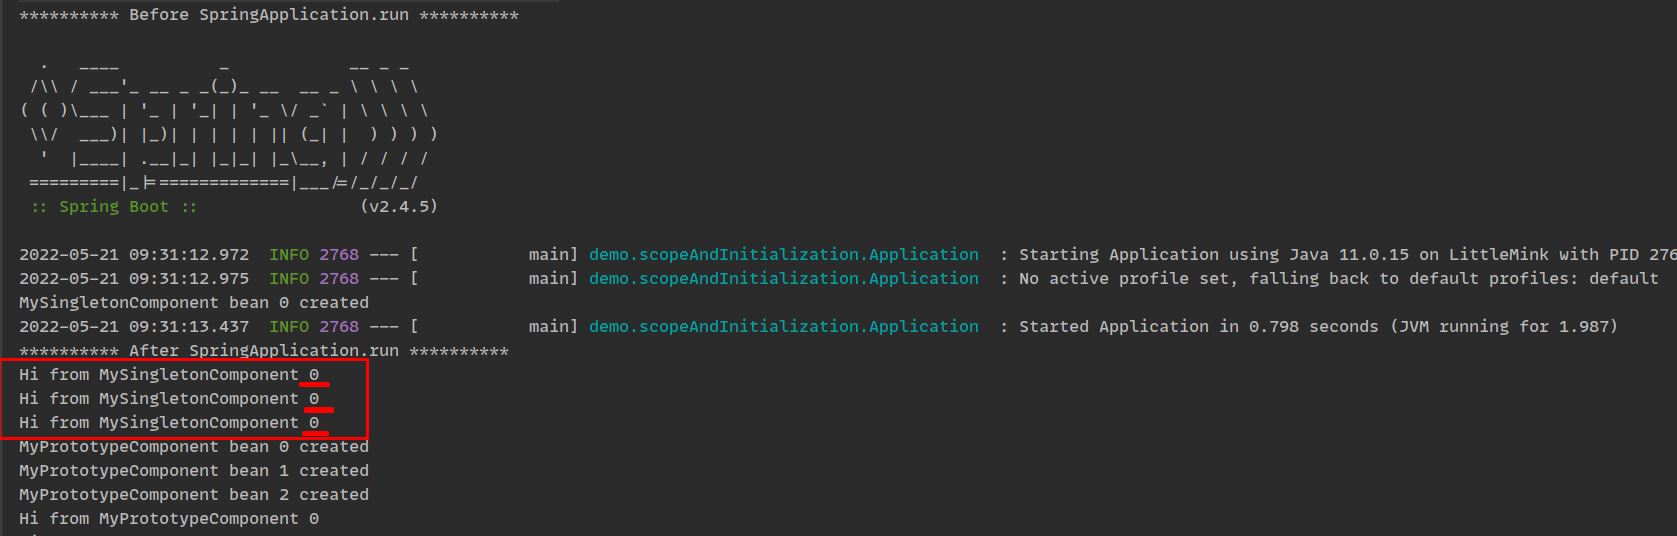 ********** Before SpringApplication.run **********
  .   ____          _            __ _ _
 /\\ / ___'_ __ _ _(_)_ __  __ _ \ \ \ \
( ( )\___ | '_ | '_| | '_ \/ _` | \ \ \ \
 \\/  ___)| |_)| | | | | || (_| |  ) ) ) )
  '  |____| .__|_| |_|_| |_\__, | / / / /
 =========|_|==============|___/=/_/_/_/
 :: Spring Boot ::                (v2.4.5)
2022-05-21 09:31:12.972  INFO 2768 --- [           main] demo.scopeAndInitialization.Application  : Starting Application using Java 11.0.15 on LittleMink with PID 276
2022-05-21 09:31:12.975  INFO 2768 --- [           main] demo.scopeAndInitialization.Application  : No active profile set, falling back to default profiles: default
MySingletonComponent bean 0 created
2022-05-21 09:31:13.437  INFO 2768 --- [           main] demo.scopeAndInitialization.Application  : Started Application in 0.798 seconds (JVM running for 1.987)
********** After SpringApplication.run **********
Hi from MySingletonComponent 0
Hi from MySingletonComponent 0
Hi from MySingletonComponent 0
MyPrototypeComponent bean 0 created
MyPrototypeComponent bean 1 created
MyPrototypeComponent bean 2 created
Hi from MyPrototypeComponent 0